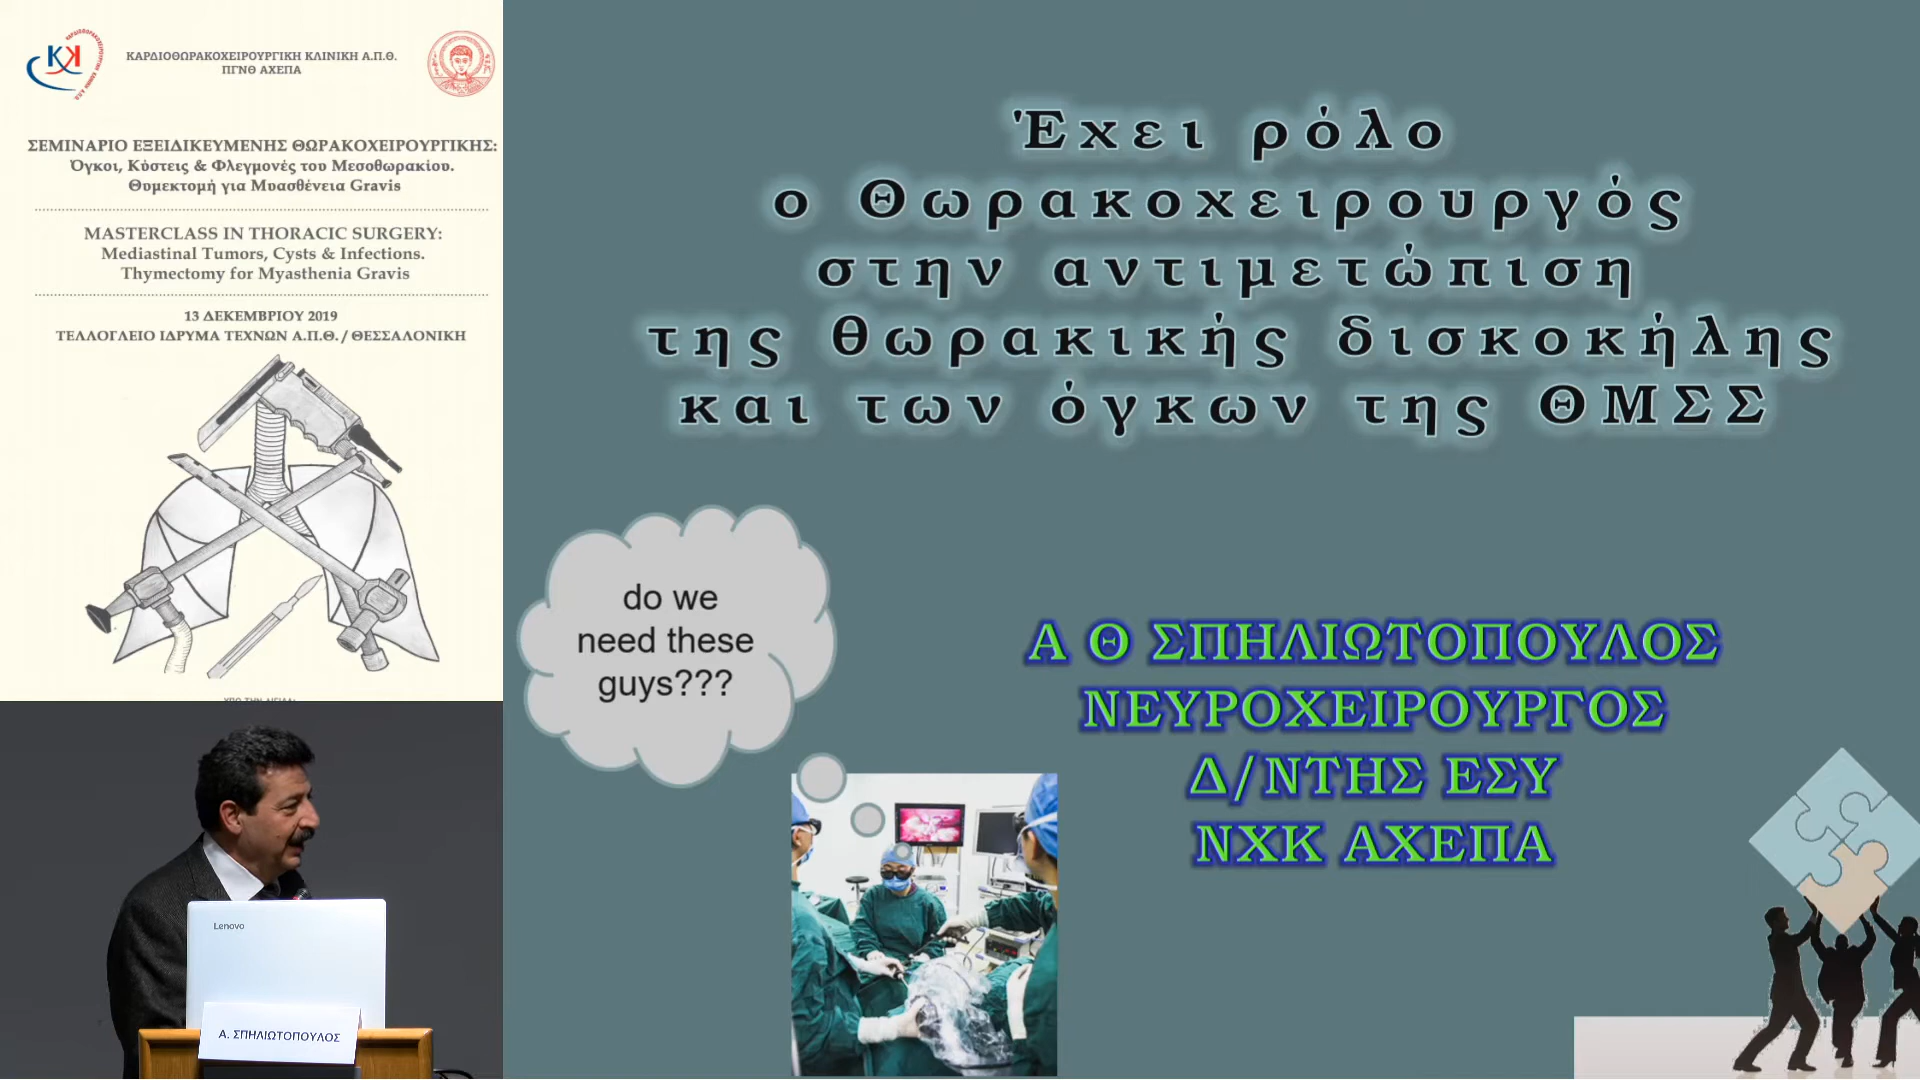 ΚΚ
ΚΑΡΔΙΟΘΩΡΑΚΟΧΕΙΡΟΥΡΓΙΚΗ ΚΛΙΝΙΚΗ Α.Π.Θ.
ΠΓΝΘ ΑΧΕΠΑ
ΣΕΜΙΝΑΡΙΟ ΕΞΕΙΔΙΚΕΥΜΕΝΗΣ ΘΩΡΑΚΟΧΕΙΡΟΥΡΓΙΚΗΣ:
Όγκοι, Κύστεις & Φλεγμονές του Μεσοθωρακίου.
Θυμεκτομή για Μυασθένεια Gravis
MASTERCLASS IN THORACIC SURGERY:
Mediastinal Tumors, Cysts & Infections.
Thymectomy for Myasthenia Gravis
13 ΔΕΚΕΜΒΡΙΟΥ 2019
ΤΕΛΛΟΓΛΕΙΟ ΙΔΡΥΜΑ ΤΕΧΝΩΝ Α.Π.Θ. / ΘΕΣΣΑΛΟΝΙΚΗ
Έχει ρόλο
ο Θωρακοχειρουργός
στην αντιμετώπιση
της θωρακικής δισκοκήλης
και των όγκων της ΘΜΣΣ
do we
need these
guys???
Α Θ ΣΠΗΛΙΩΤΟΠΟΥΛΟΣ
ΝΕΥΡΟΧΕΙΡΟΥΡΓΟΣ
Δ/ΝΤΗΣ ΕΣΥ
ΝΧΚ ΑΧΕΠΑ
Lenovo
Α. ΣΠΗΛΙΩΤΟΠΟΥΛΟΣ